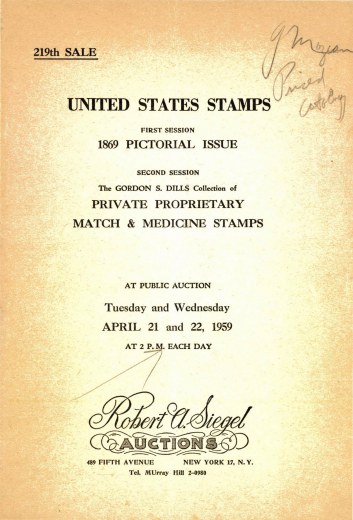 219th SALE
Priced
UNITED STATES STAMPS
FIRST SESSION
1869 PICTORIAL ISSUE
SECOND SESSION
The GORDON S. DILLS Collection of
PRIVATE PROPRIETARY
MATCH & MEDICINE STAMPS
AT PUBLIC AUCTION
Tuesday and Wednesday
APRIL 21 and 22, 1959
AT 2 P. M. EACH DAY
Robert A. Siegel
AUCTIONS
489 FIFTH AVENUE NEW YORK 17, N. Y.
Tel. MUrray Hill 2-0980